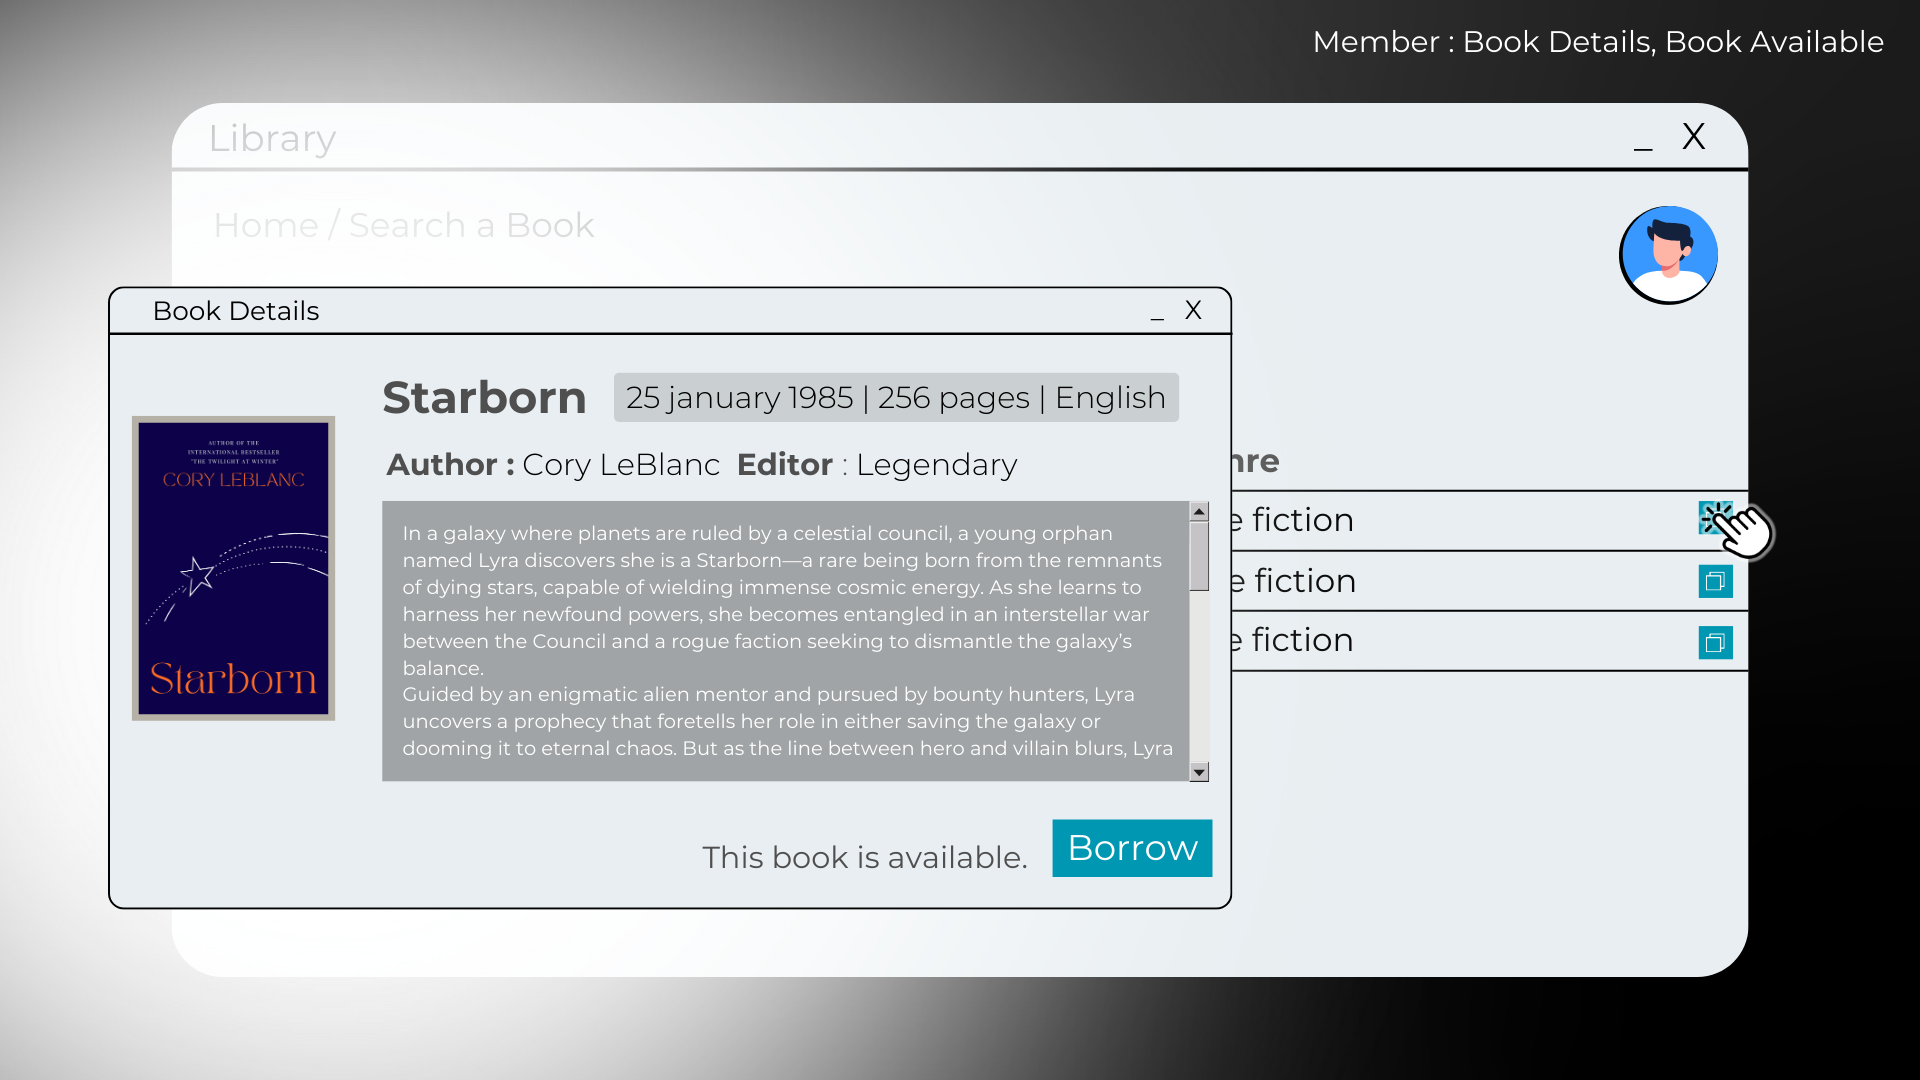 Member : Book Details, Book Available
Library
_ X
Home / Search a Book
Book Details
_ X
Starborn
25 january 1985 | 256 pages | English
Author : Cory LeBlanc Editor : Legendary
AUTHOR OF THE
INTERNATIONAL BESTSELLER
"THE TWILIGHT AT WINTER"
CORY LEBLANC
Starborn
In a galaxy where planets are ruled by a celestial council, a young orphan
named Lyra discovers she is a Starborn—a rare being born from the remnants
of dying stars, capable of wielding immense cosmic energy. As she learns to
harness her newfound powers, she becomes entangled in an interstellar war
between the Council and a rogue faction seeking to dismantle the galaxy’s
balance.
Guided by an enigmatic alien mentor and pursued by bounty hunters, Lyra
uncovers a prophecy that foretells her role in either saving the galaxy or
dooming it to eternal chaos. But as the line between hero and villain blurs, Lyra
This book is available.
Borrow
nre
e fiction
e fiction
e fiction